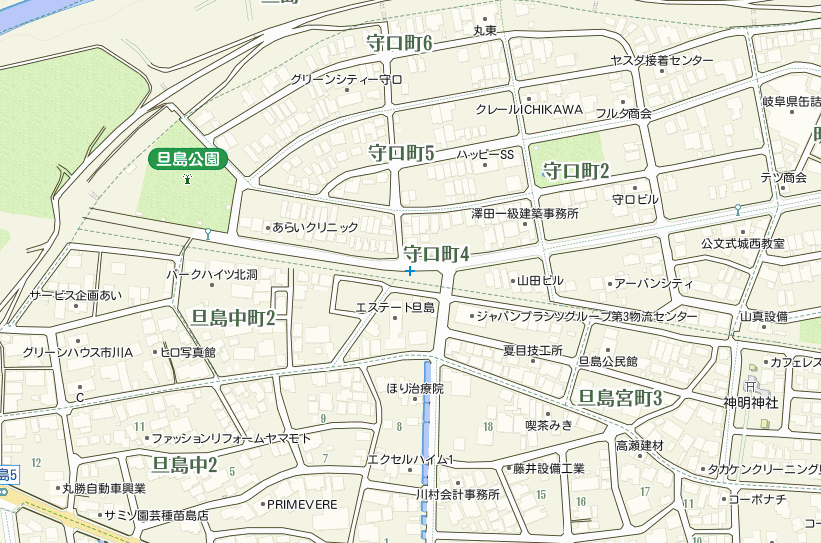 旦島
守口町6
丸東
ヤスダ接着センター
グリーンシティー守口
クレールICHIKAWA
フルタ商会
岐阜県缶詰
旦島公園
守口町5
ハッピーSS
守口町2
テツ商会
守口ビル
澤田一級建築事務所
あらいクリニック
公文式城西教室
守口町4
パークハイツ北洞
山田ビル
アーバンシティ
サービス企画あい
エステート旦島
旦島中町2
ジャパンプランツグループ第3物流センター
山真設備
グリーンハウス市川A
ヒロ写真館
夏目技工所
旦島公民館
カフェレス
C
ほり治療院
旦島宮町3
神明神社
11
9
8
18
喫茶みき
ファッションリフォームヤマモト
高瀬建材
12
旦島中2
5
7
エクセルハイム1
藤井設備工業
タカケンクリーニング
島5
丸勝自動車興業
川村会計事務所
15
16
17
11
コーポナチ
サミゾ園芸種苗島店
PRIMEVERE
コー
1